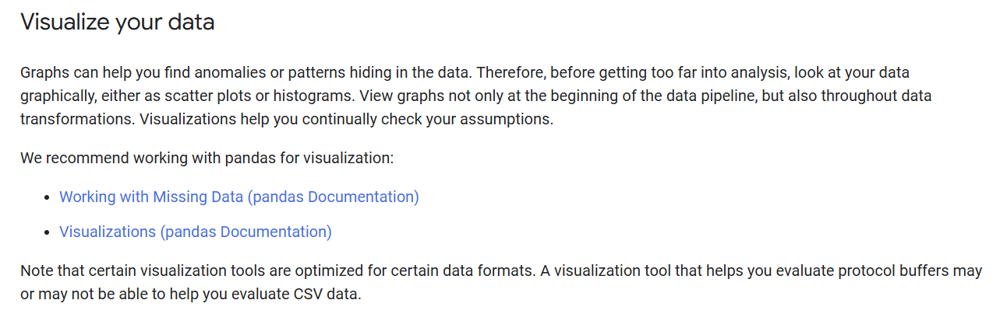 Visualize your data
Graphs can help you find anomalies or patterns hiding in the data. Therefore, before getting too far into analysis, look at your data
graphically, either as scatter plots or histograms. View graphs not only at the beginning of the data pipeline, but also throughout data
transformations. Visualizations help you continually check your assumptions.
We recommend working with pandas for visualization:
• Working with Missing Data (pandas Documentation)
• Visualizations (pandas Documentation)
Note that certain visualization tools are optimized for certain data formats. A visualization tool that helps you evaluate protocol buffers may
or may not be able to help you evaluate CSV data.